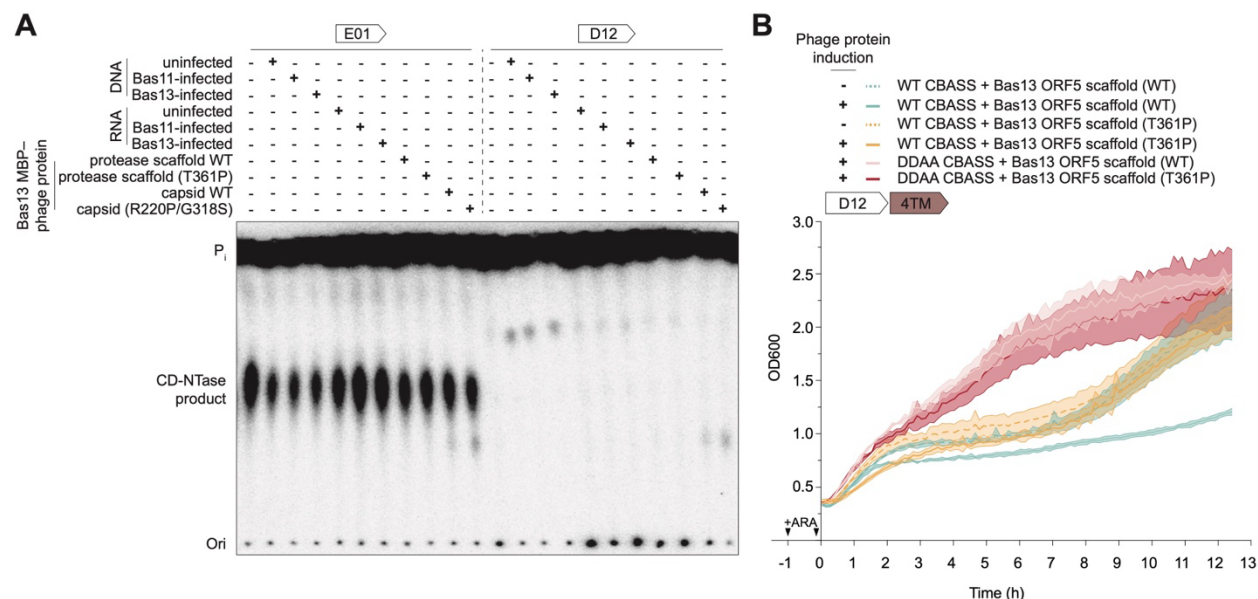 A
E01
D12
DNA
uninfected - + - - - - - - - - - - + - - - - - - - - -
Bas11-infected - - + - - - - - - - - - - + - - - - - - - -
Bas13-infected - - - + - - - - - - - - - - + - - - - - - -
RNA
uninfected - - - - + - - - - - - - - - - + - - - - - -
Bas11-infected - - - - - + - - - - - - - - - - + - - - - -
Bas13-infected - - - - - - + - - - - - - - - - - + - - - -
Bas13 MBP–
phage protein
protease scaffold WT - - - - - - - + - - - - - - - - - - + - - -
protease scaffold (T361P) - - - - - - - - + - - - - - - - - - - + - -
capsid WT - - - - - - - - - + - - - - - - - - - - + -
capsid (R220P/G318S) - - - - - - - - - - + - - - - - - - - - - +
Pi
CD-NTase
product
Ori
B
Phage protein
induction
- WT CBASS + Bas13 ORF5 scaffold (WT)
+ WT CBASS + Bas13 ORF5 scaffold (WT)
- WT CBASS + Bas13 ORF5 scaffold (T361P)
+ WT CBASS + Bas13 ORF5 scaffold (T361P)
+ DDAA CBASS + Bas13 ORF5 scaffold (WT)
+ DDAA CBASS + Bas13 ORF5 scaffold (T361P)
D12 4TM
3.0
2.5
2.0
1.5
1.0
0.5
OD600
+ARA
-1 0 1 2 3 4 5 6 7 8 9 10 11 12 13
Time (h)